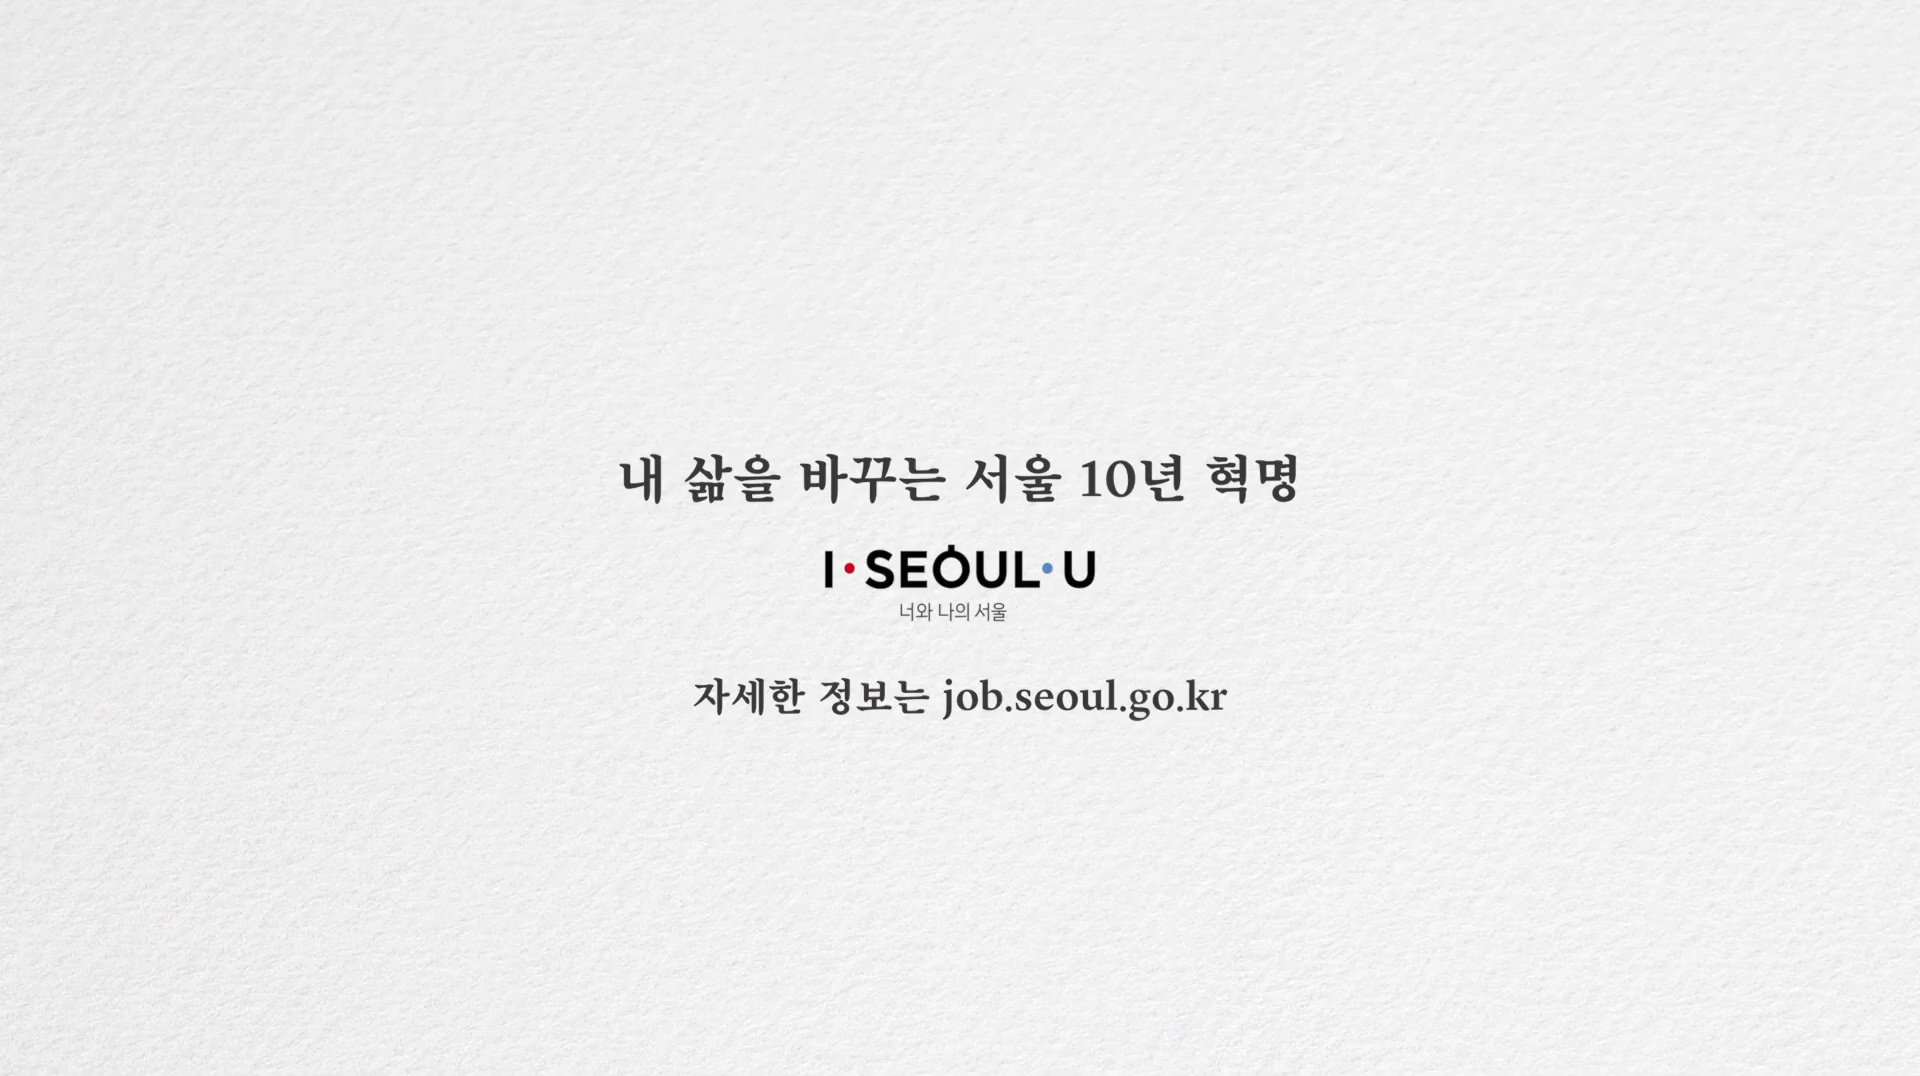 내 삶을 바꾸는 서울 10년 혁명
I·SEOUL·U
너와 나의 서울
자세한 정보는 job.seoul.go.kr